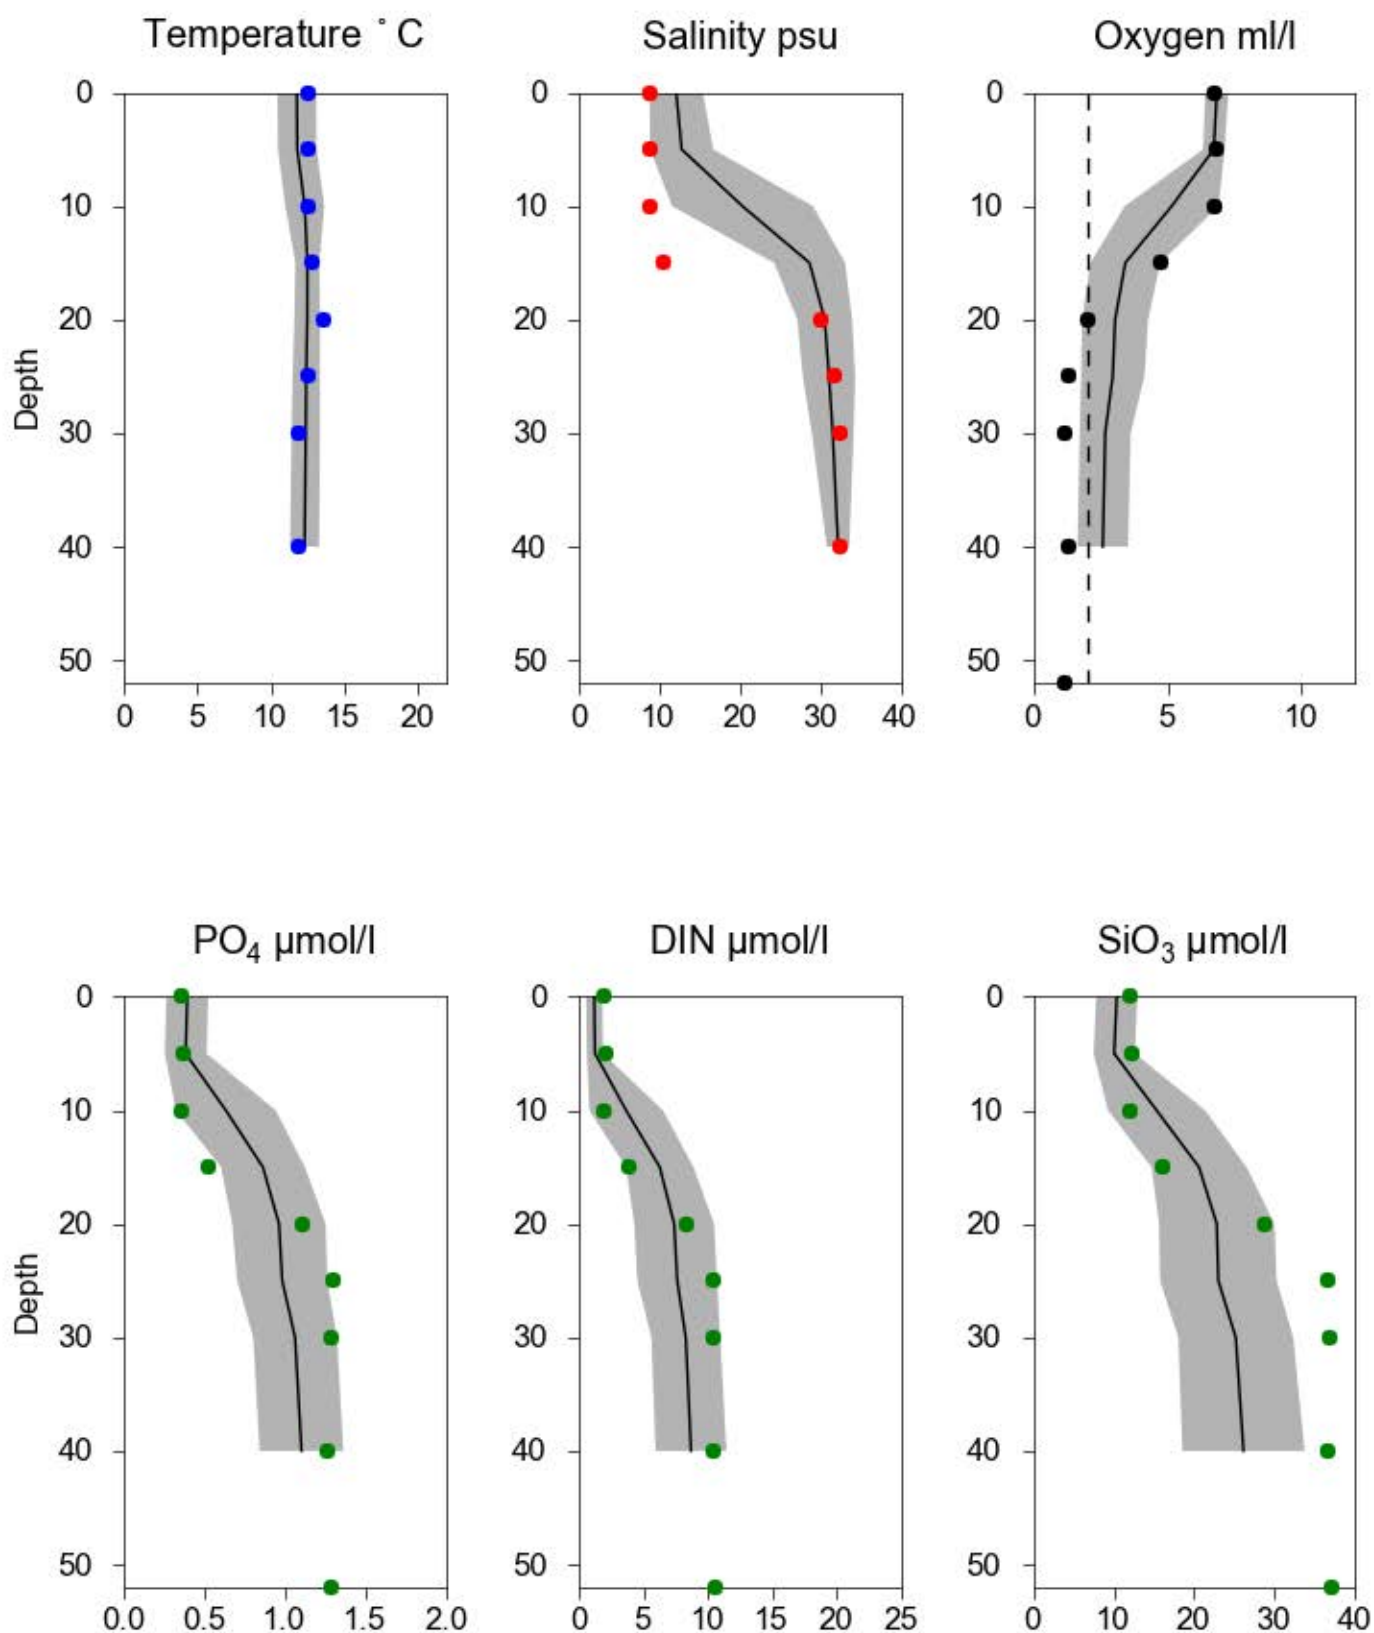 Temperature ° C
Salinity psu
Oxygen ml/l
Depth
0
10
20
30
40
50
0 5 10 15 20
0
10
20
30
40
50
0 10 20 30 40
0
10
20
30
40
50
0 5 10
PO₄ µmol/l
DIN µmol/l
SiO₃ µmol/l
Depth
0
10
20
30
40
50
0.0 0.5 1.0 1.5 2.0
0
10
20
30
40
50
0 5 10 15 20 25
0
10
20
30
40
50
0 10 20 30 40